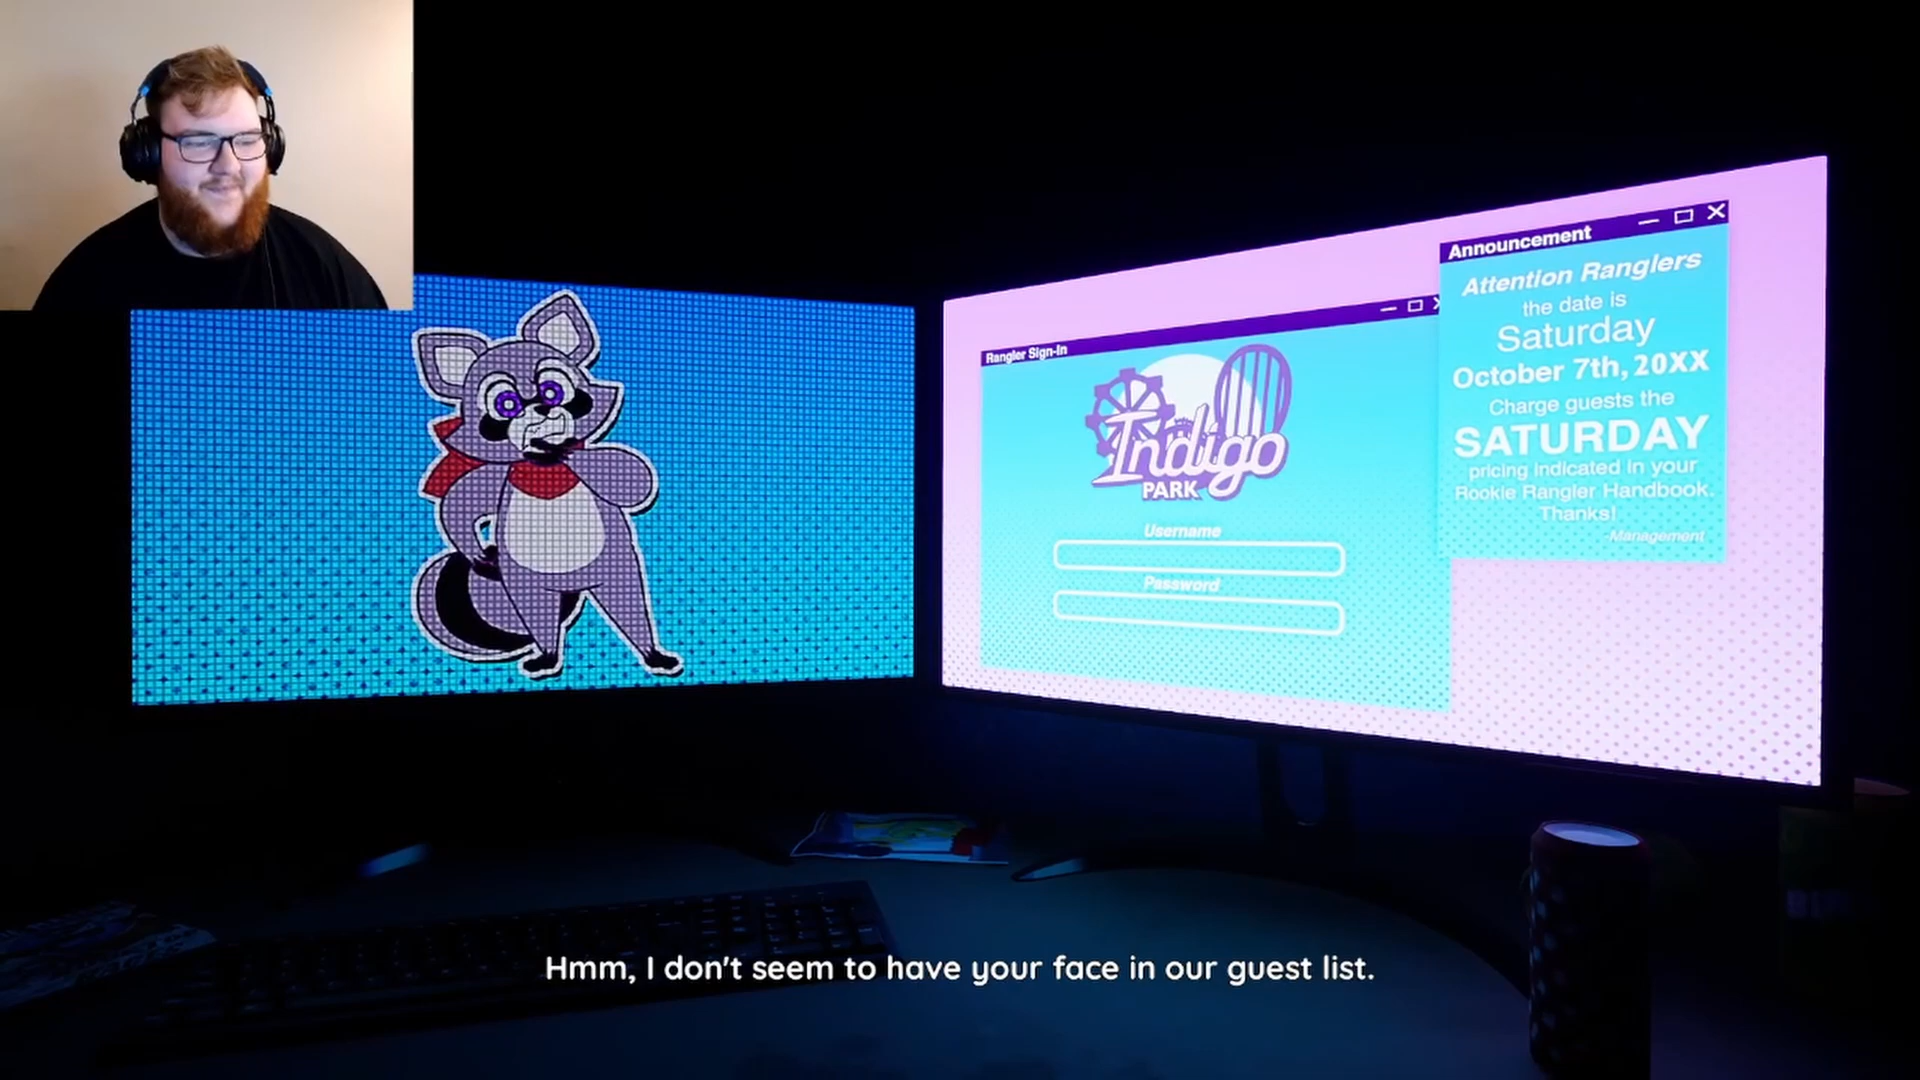 Announcement
Attention Ranglers
the date is
Saturday
October 7th, 20XX
Charge guests the
SATURDAY
pricing indicated in your
Rookie Rangler Handbook.
Thanks!
-Management
Rangler Sign-In
Indigo
PARK
Username
Password
Hmm, I don't seem to have your face in our guest list.